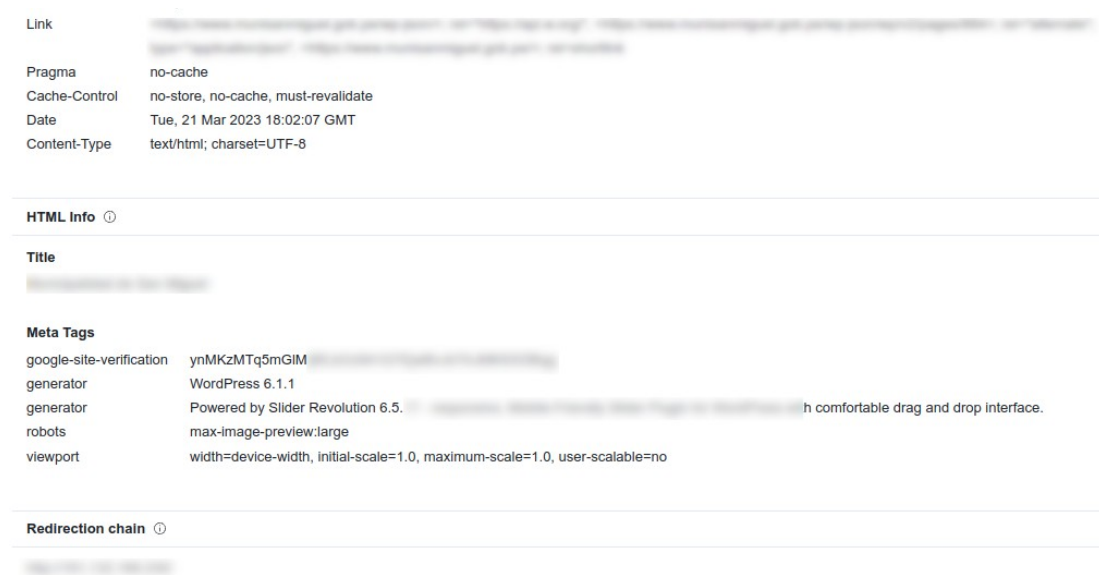 Link
Pragma no-cache
Cache-Control no-store, no-cache, must-revalidate
Date Tue, 21 Mar 2023 18:02:07 GMT
Content-Type text/html; charset=UTF-8
HTML Info
Title
Meta Tags
google-site-verification ynMKzMTq5mGlM
generator WordPress 6.1.1
generator Powered by Slider Revolution 6.5. h comfortable drag and drop interface.
robots max-image-preview:large
viewport width=device-width, initial-scale=1.0, maximum-scale=1.0, user-scalable=no
Redirection chain